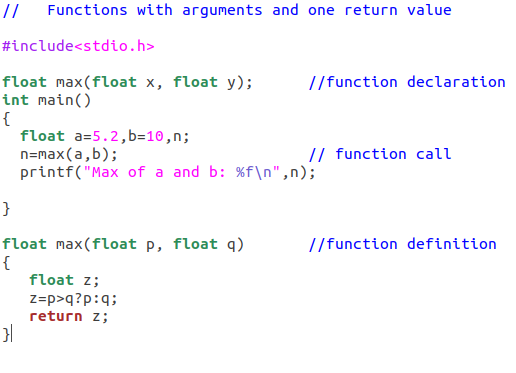 //   Functions with arguments and one return value
#include<stdio.h>
float max(float x, float y);      //function declaration
int main()
{
  float a=5.2,b=10,n;
  n=max(a,b);                     // function call
  printf("Max of a and b: %f\n",n);
}
float max(float p, float q)       //function definition
{
   float z;
   z=p>q?p:q;
   return z;
}